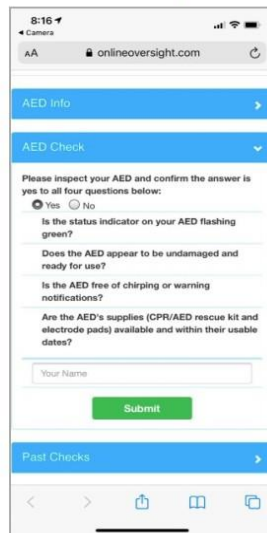 8:16
Camera
AA
onlineoversight.com
AED Info
AED Check
Please inspect your AED and confirm the answer is
yes to all four questions below:
Yes No
Is the status indicator on your AED flashing
green?
Does the AED appear to be undamaged and
ready for use?
Is the AED free of chirping or warning
notifications?
Are the AED's supplies (CPR/AED rescue kit and
electrode pads) available and within their usable
dates?
Your Name
Submit
Past Checks